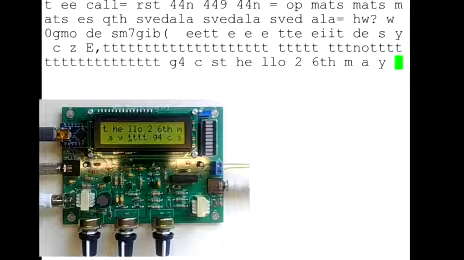 t ee call= rst 44n 449 44n = op mats mats m
ats es qth svedala svedala sved ala= hw? w
0gmo de sm7gib( eett e e e tte eiit de s y
c z E,tttttttttttttttttttt ttttt tttnotttt
tttttttttttttt g4 c st he llo 2 6th m a y
t he llo 2 6th m
a y tttt g4 c s